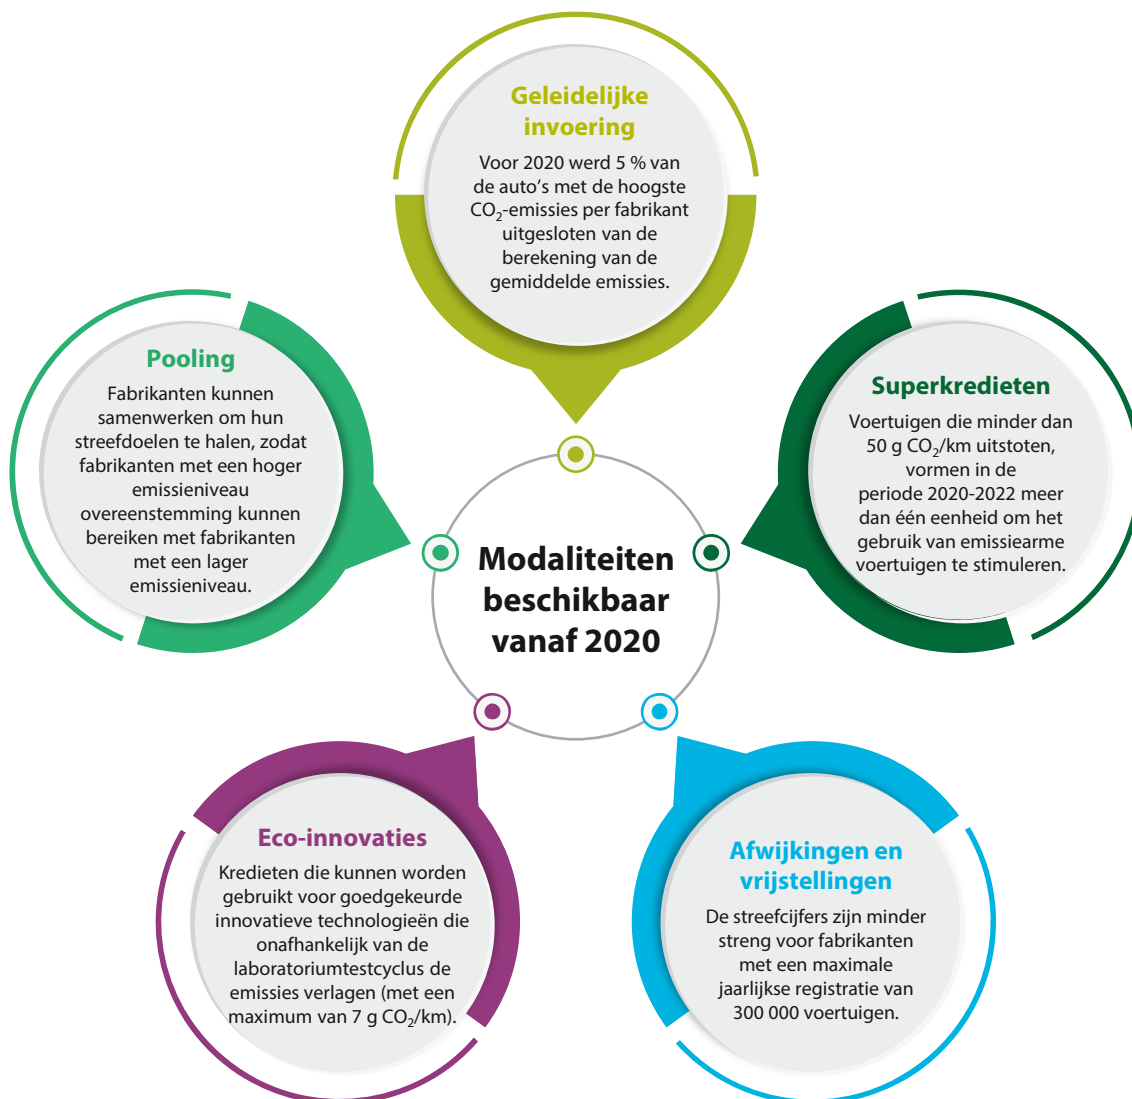 Geleidelijke
invoering
Voor 2020 werd 5 % van
de auto's met de hoogste
CO₂-emissies per fabrikant
uitgesloten van de
berekening van de
gemiddelde emissies.
Pooling
Fabrikanten kunnen
samenwerken om hun
streefdoelen te halen, zodat
fabrikanten met een hoger
emissieniveau
overeenstemming kunnen
bereiken met fabrikanten
met een lager
emissieniveau.
Superkredieten
Voertuigen die minder dan
50 g CO₂/km uitstoten,
vormen in de
periode 2020-2022 meer
dan één eenheid om het
gebruik van emissiearme
voertuigen te stimuleren.
Modaliteiten
beschikbaar
vanaf 2020
Eco-innovaties
Kredieten die kunnen worden
gebruikt voor goedgekeurde
innovatieve technologieën die
onafhankelijk van de
laboratoriumtestcyclus de
emissies verlagen (met een
maximum van 7 g CO₂/km).
Afwijkingen en
vrijstellingen
De streefcijfers zijn minder
streng voor fabrikanten
met een maximale
jaarlijkse registratie van
300 000 voertuigen.